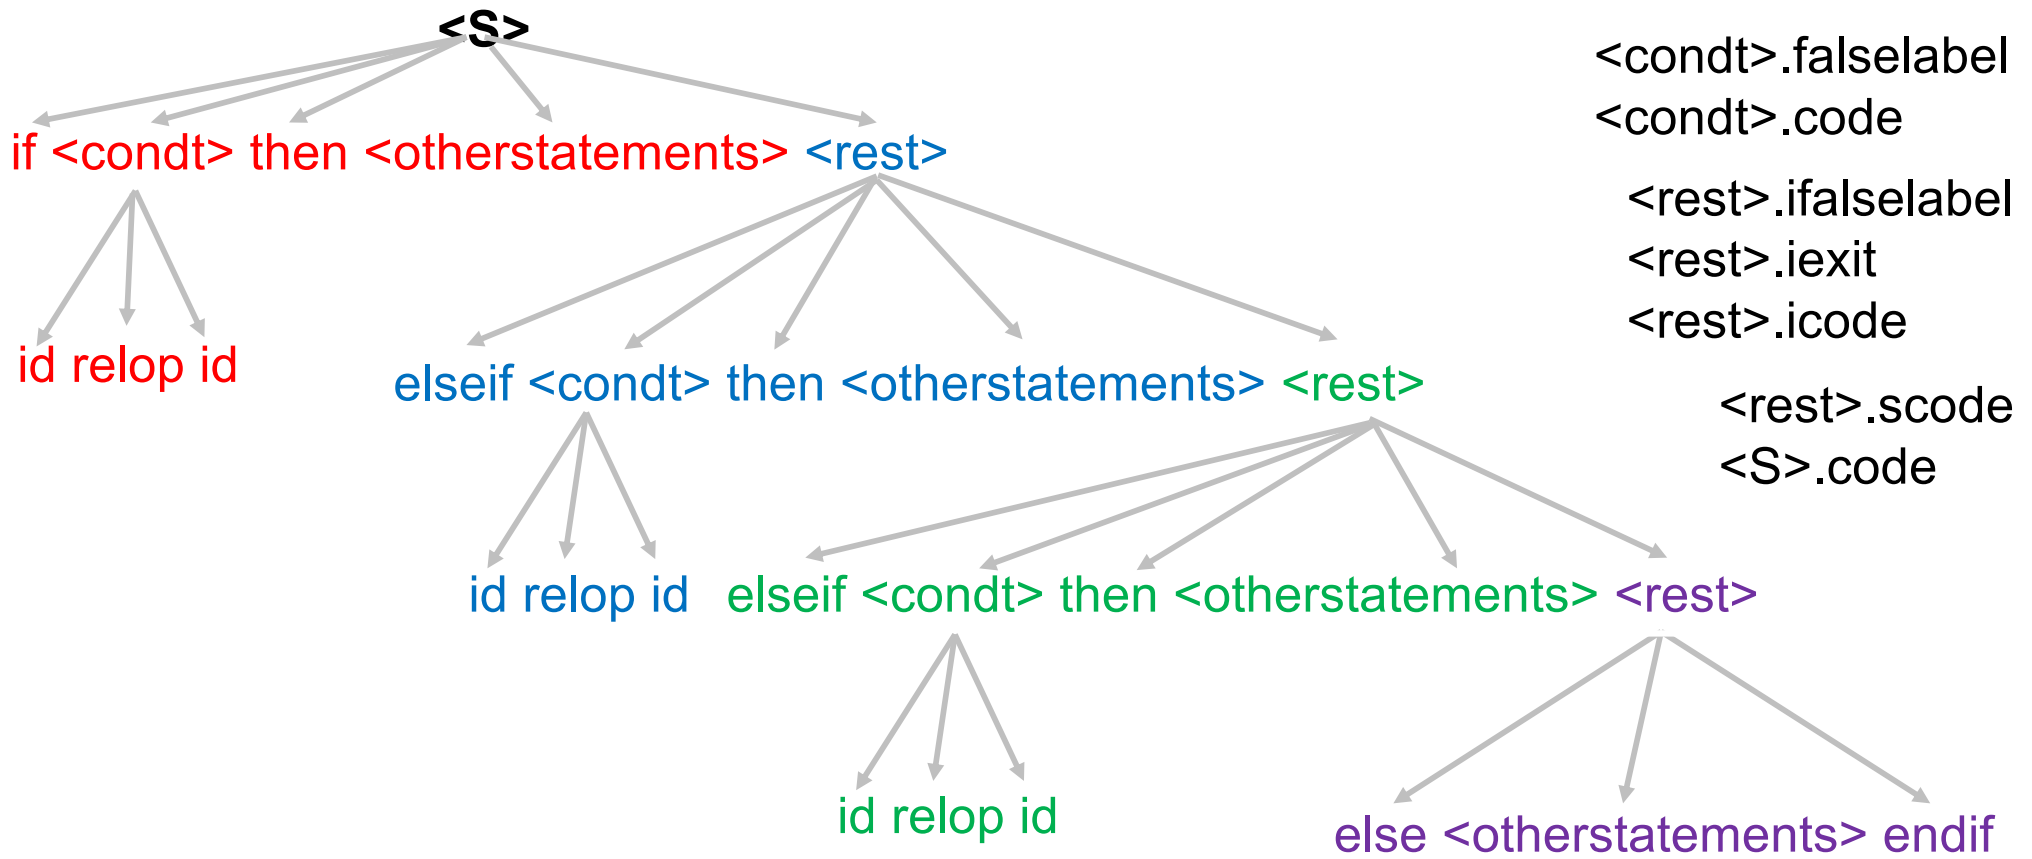 <S>
if <condt> then <otherstatements> <rest>
id relop id
elseif <condt> then <otherstatements> <rest>
id relop id
elseif <condt> then <otherstatements> <rest>
id relop id
else <otherstatements> endif
<condt>.falselabel
<condt>.code
<rest>.ifalselabel
<rest>.iexit
<rest>.icode
<rest>.scode
<S>.code